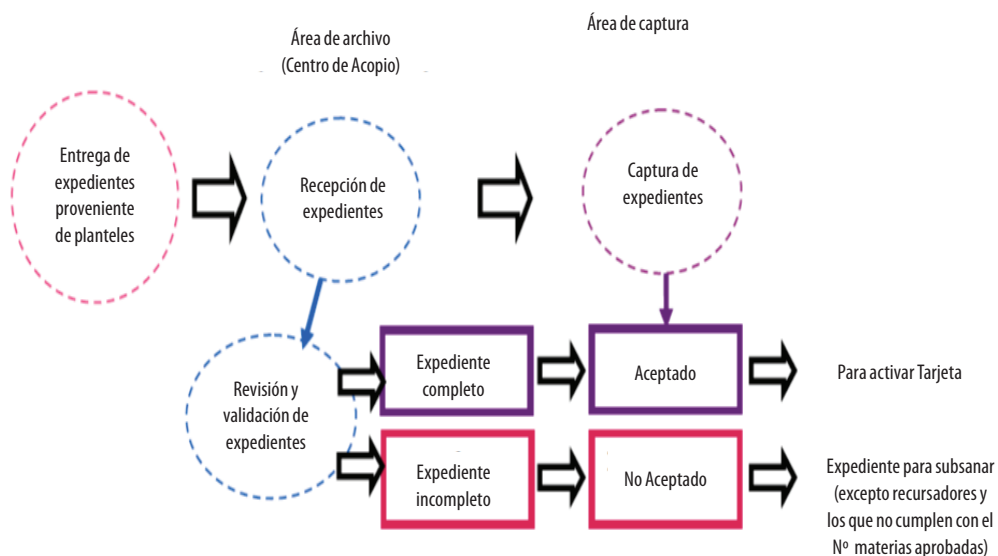 Área de archivo
(Centro de Acopio)
Área de captura
Entrega de
expedientes
proveniente
de planteles
Recepción de
expedientes
Captura de
expedientes
Revisión y
validación de
expedientes
Expediente
completo
Aceptado
Para activar Tarjeta
Expediente
incompleto
No Aceptado
Expediente para subsanar
(excepto recursadores y
los que no cumplen con el
Nº materias aprobadas)